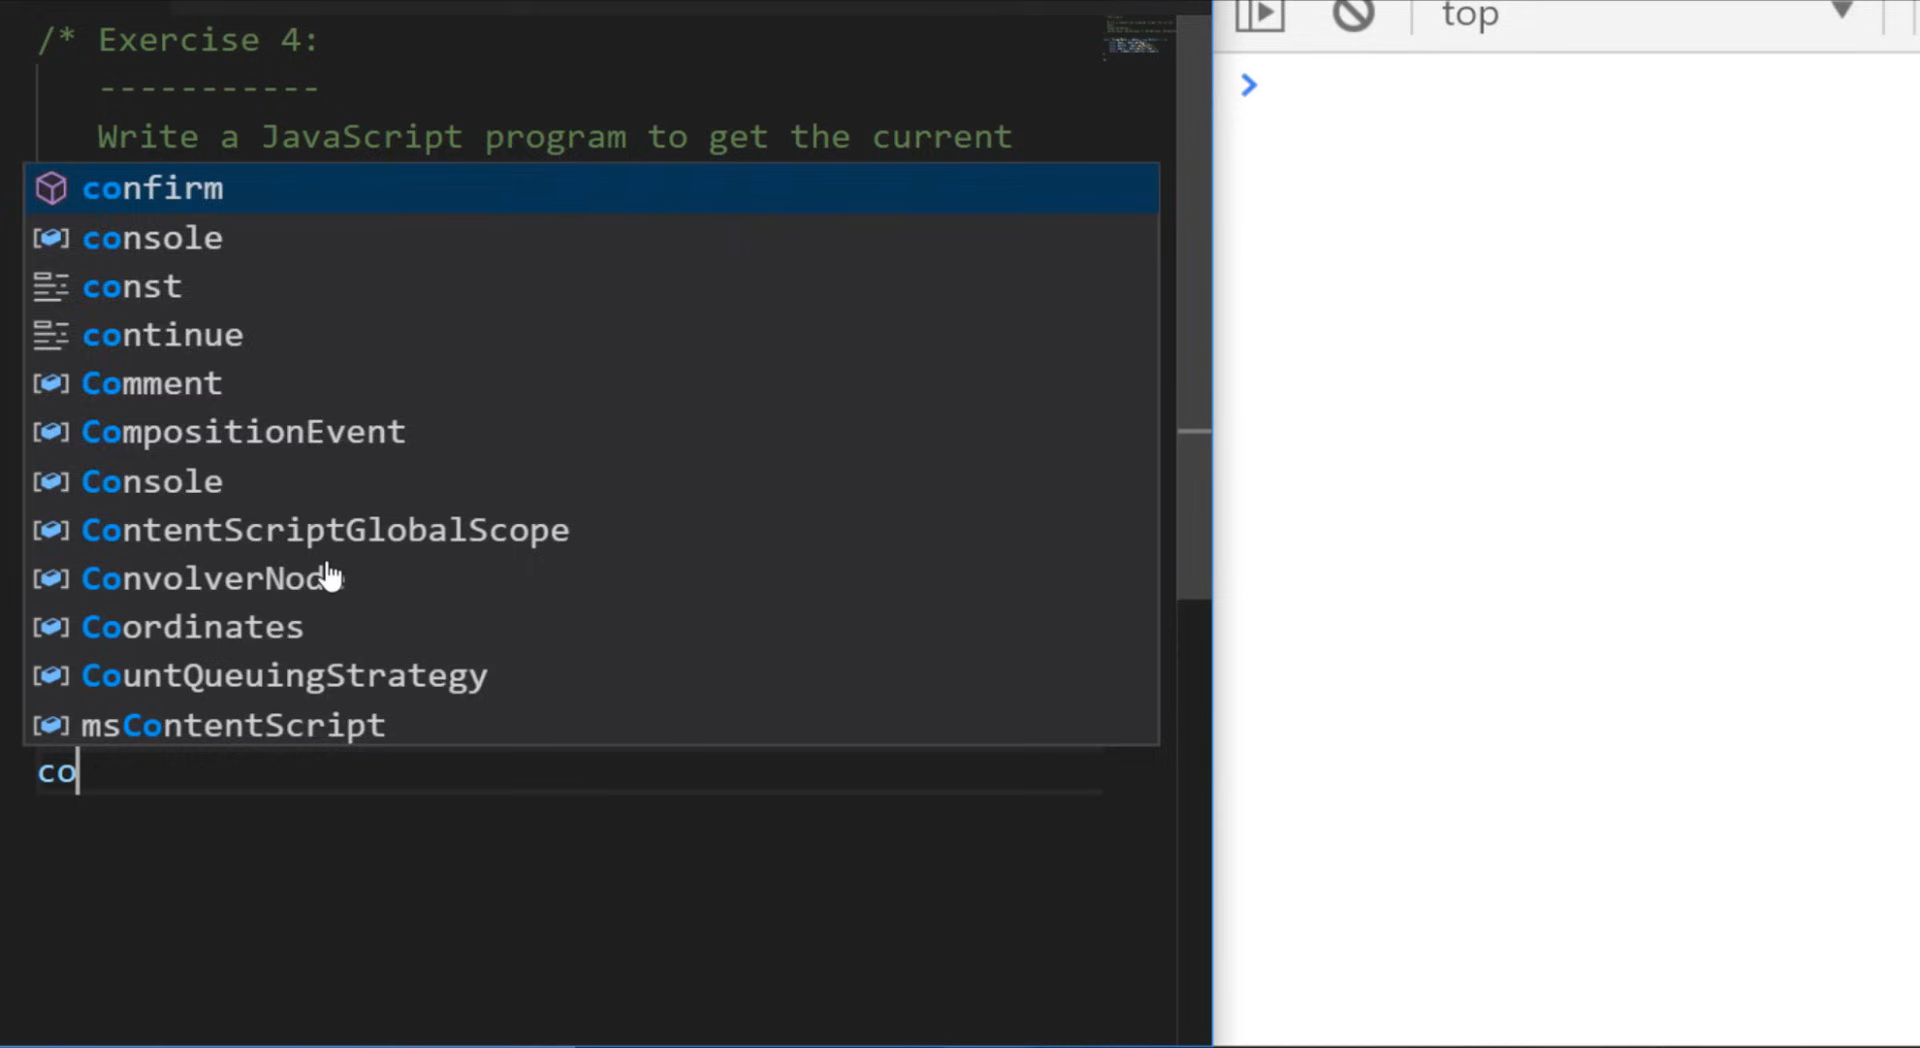 /* Exercise 4:
-----------
Write a JavaScript program to get the current
confirm
console
const
continue
Comment
CompositionEvent
Console
ContentScriptGlobalScope
ConvolverNode
Coordinates
CountQueuingStrategy
msContentScript
co
top